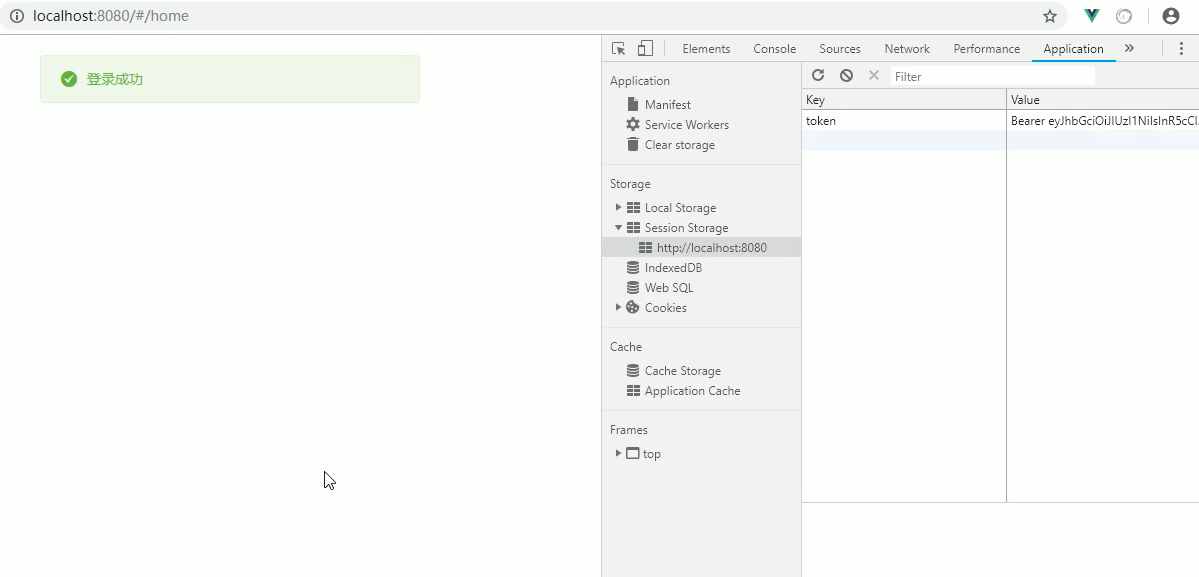 localhost:8080/#/home
登录成功
Elements Console Sources Network Performance Application »
Application
Manifest
Service Workers
Clear storage
Storage
Local Storage
Session Storage
http://localhost:8080
IndexedDB
Web SQL
Cookies
Cache
Cache Storage
Application Cache
Frames
top
Filter
Key Value
token Bearer eyJhbGciOiJIUzI1NiIsInR5cCI...